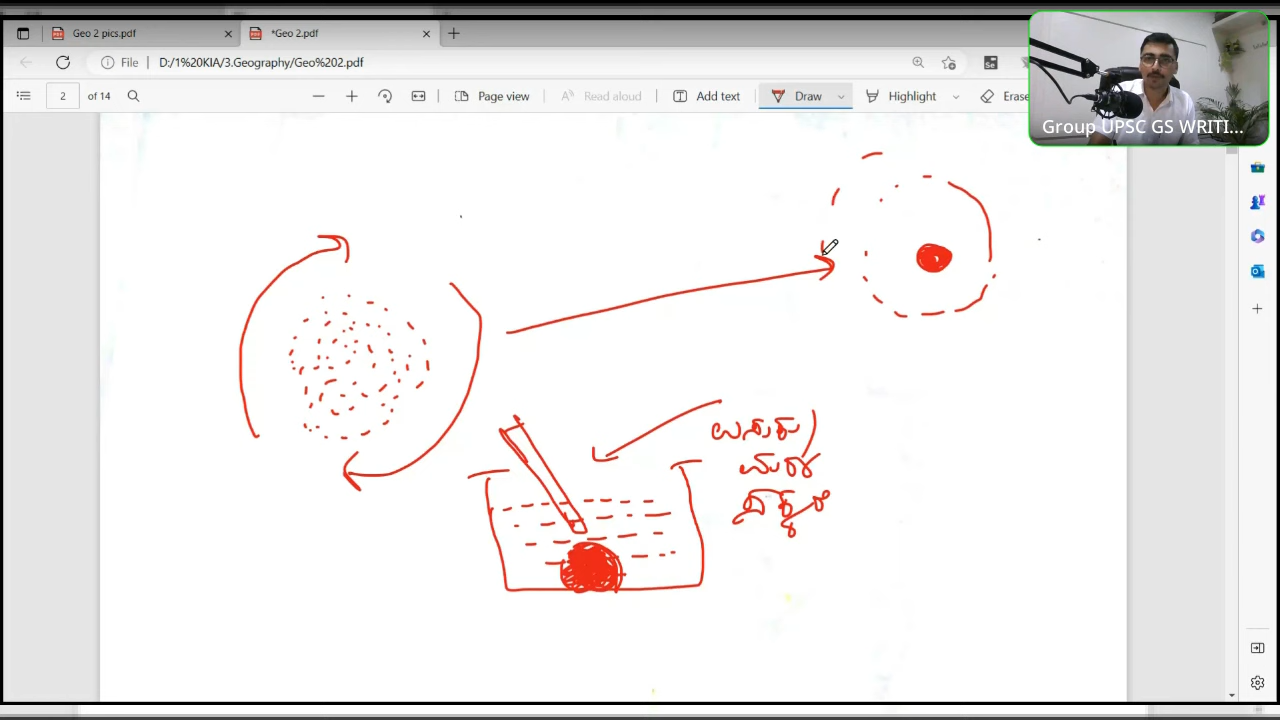 Geo 2 pics.pdf
*Geo 2.pdf
File
D:/1%20KIA/3.Geography/Geo%202.pdf
2
of 14
Page view
Read aloud
Add text
Draw
Highlight
Erase
Group UPSC GS WRITI...
ಉಸುಕು